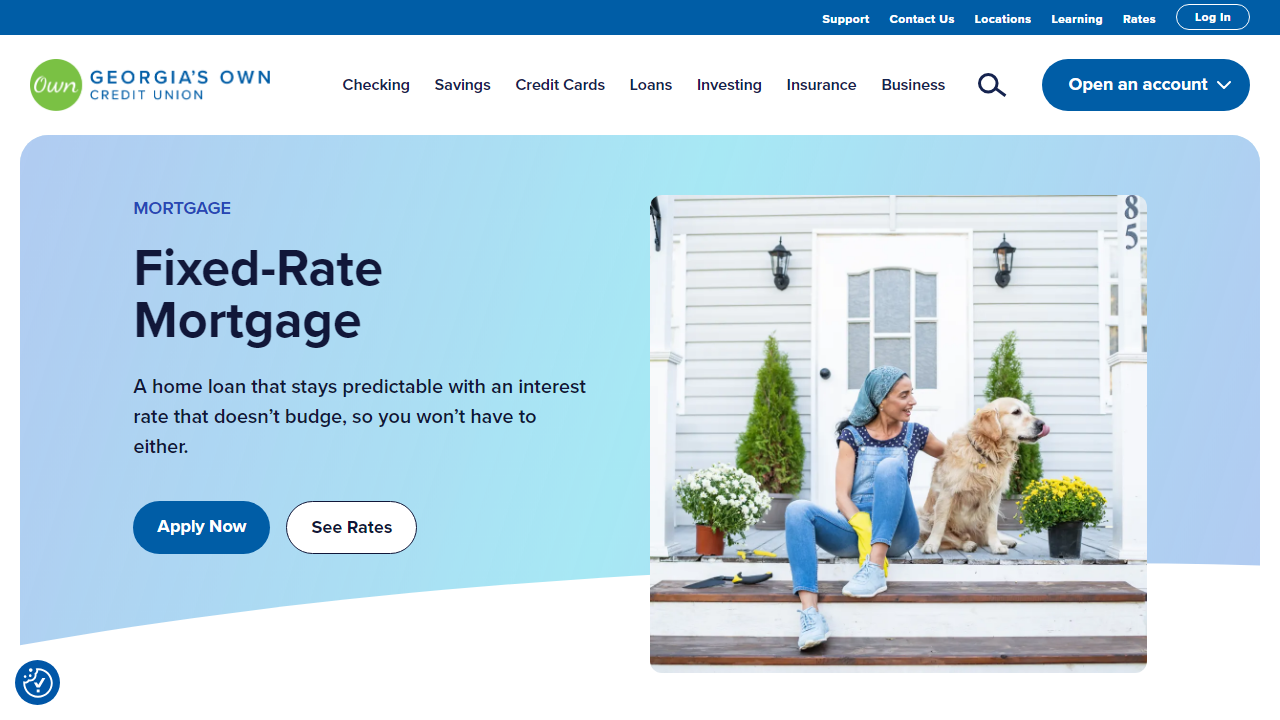 Support Contact Us Locations Learning Rates Log In
Own GEORGIA'S OWN
CREDIT UNION
Checking Savings Credit Cards Loans Investing Insurance Business Open an account
MORTGAGE
Fixed-Rate
Mortgage
A home loan that stays predictable with an interest
rate that doesn’t budge, so you won’t have to
either.
Apply Now See Rates
8
5